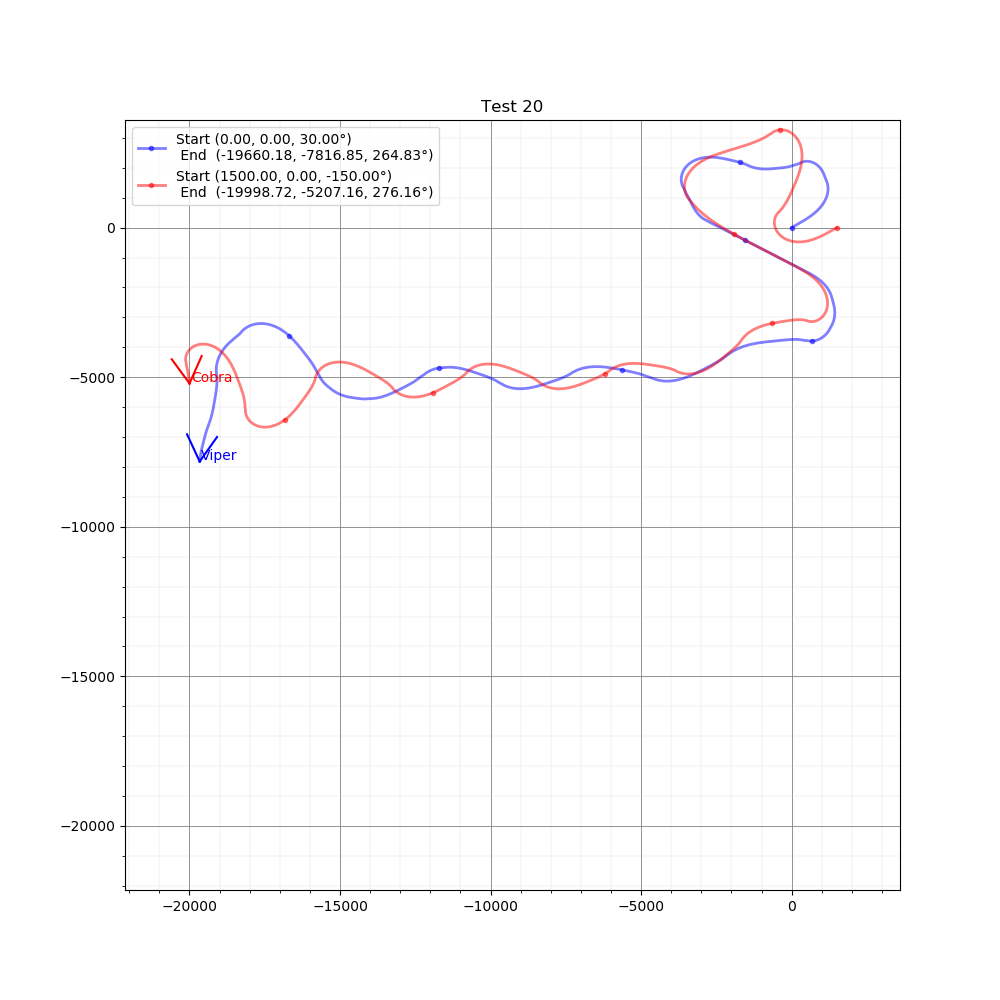 Test 20
Start (0.00, 0.00, 30.00°)
End (-19660.18, -7816.85, 264.83°)
Start (1500.00, 0.00, -150.00°)
End (-19998.72, -5207.16, 276.16°)
0
−5000
−10000
−15000
−20000
Cobra
Viper
−20000 −15000 −10000 −5000 0